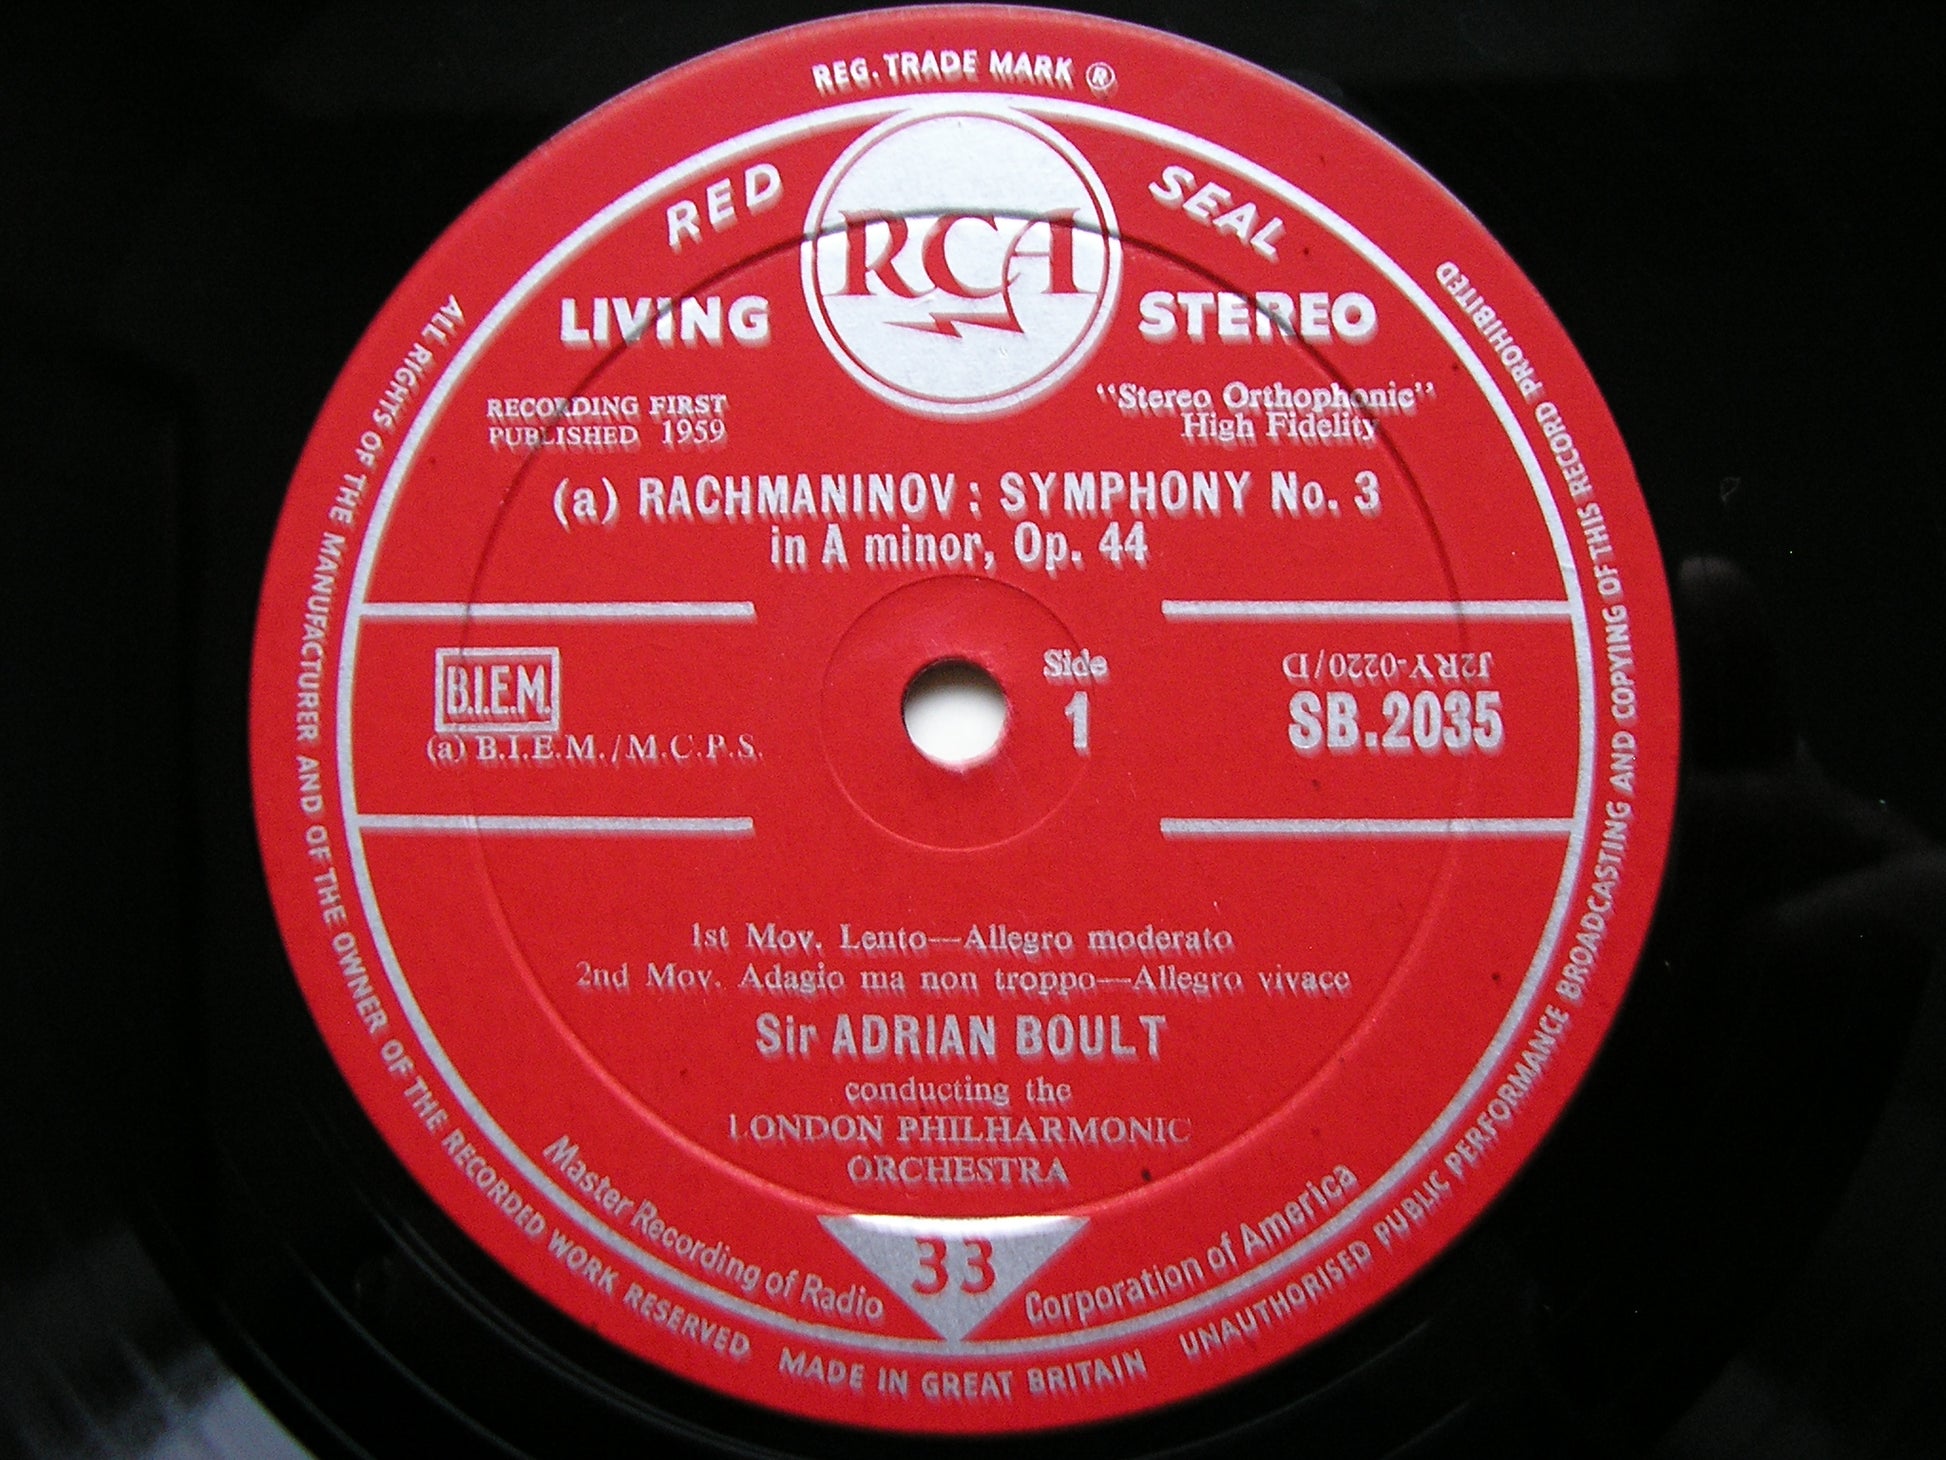 REG. TRADE MARK ®
RED SEAL
RCA
LIVING STEREO
RECORDING FIRST
PUBLISHED 1959
"Stereo Orthophonic"
High Fidelity
(a) RACHMANINOV: SYMPHONY No. 3
in A minor, Op. 44
B.I.E.M.
(a) B.I.E.M./M.C.P.S.
Side
1
J2RY-0220/D
SB.2035
1st Mov. Lento—Allegro moderato
2nd Mov. Adagio ma non troppo—Allegro vivace
Sir ADRIAN BOULT
conducting the
LONDON PHILHARMONIC
ORCHESTRA
33
Master Recording of Radio Corporation of America
ALL RIGHTS OF THE MANUFACTURER AND OF THE OWNER OF THE RECORDED WORK RESERVED
MADE IN GREAT BRITAIN
UNAUTHORISED PUBLIC PERFORMANCE BROADCASTING AND COPYING OF THIS RECORD PROHIBITED